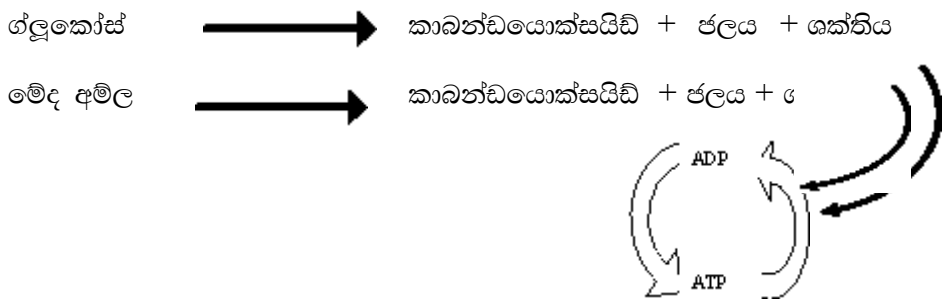 ග්ලූකෝස් කාබන්ඩයොක්සයිඩ් + ජලය + ශක්තිය
මේද අම්ල කාබන්ඩයොක්සයිඩ් + ජලය +
ADP
ATP